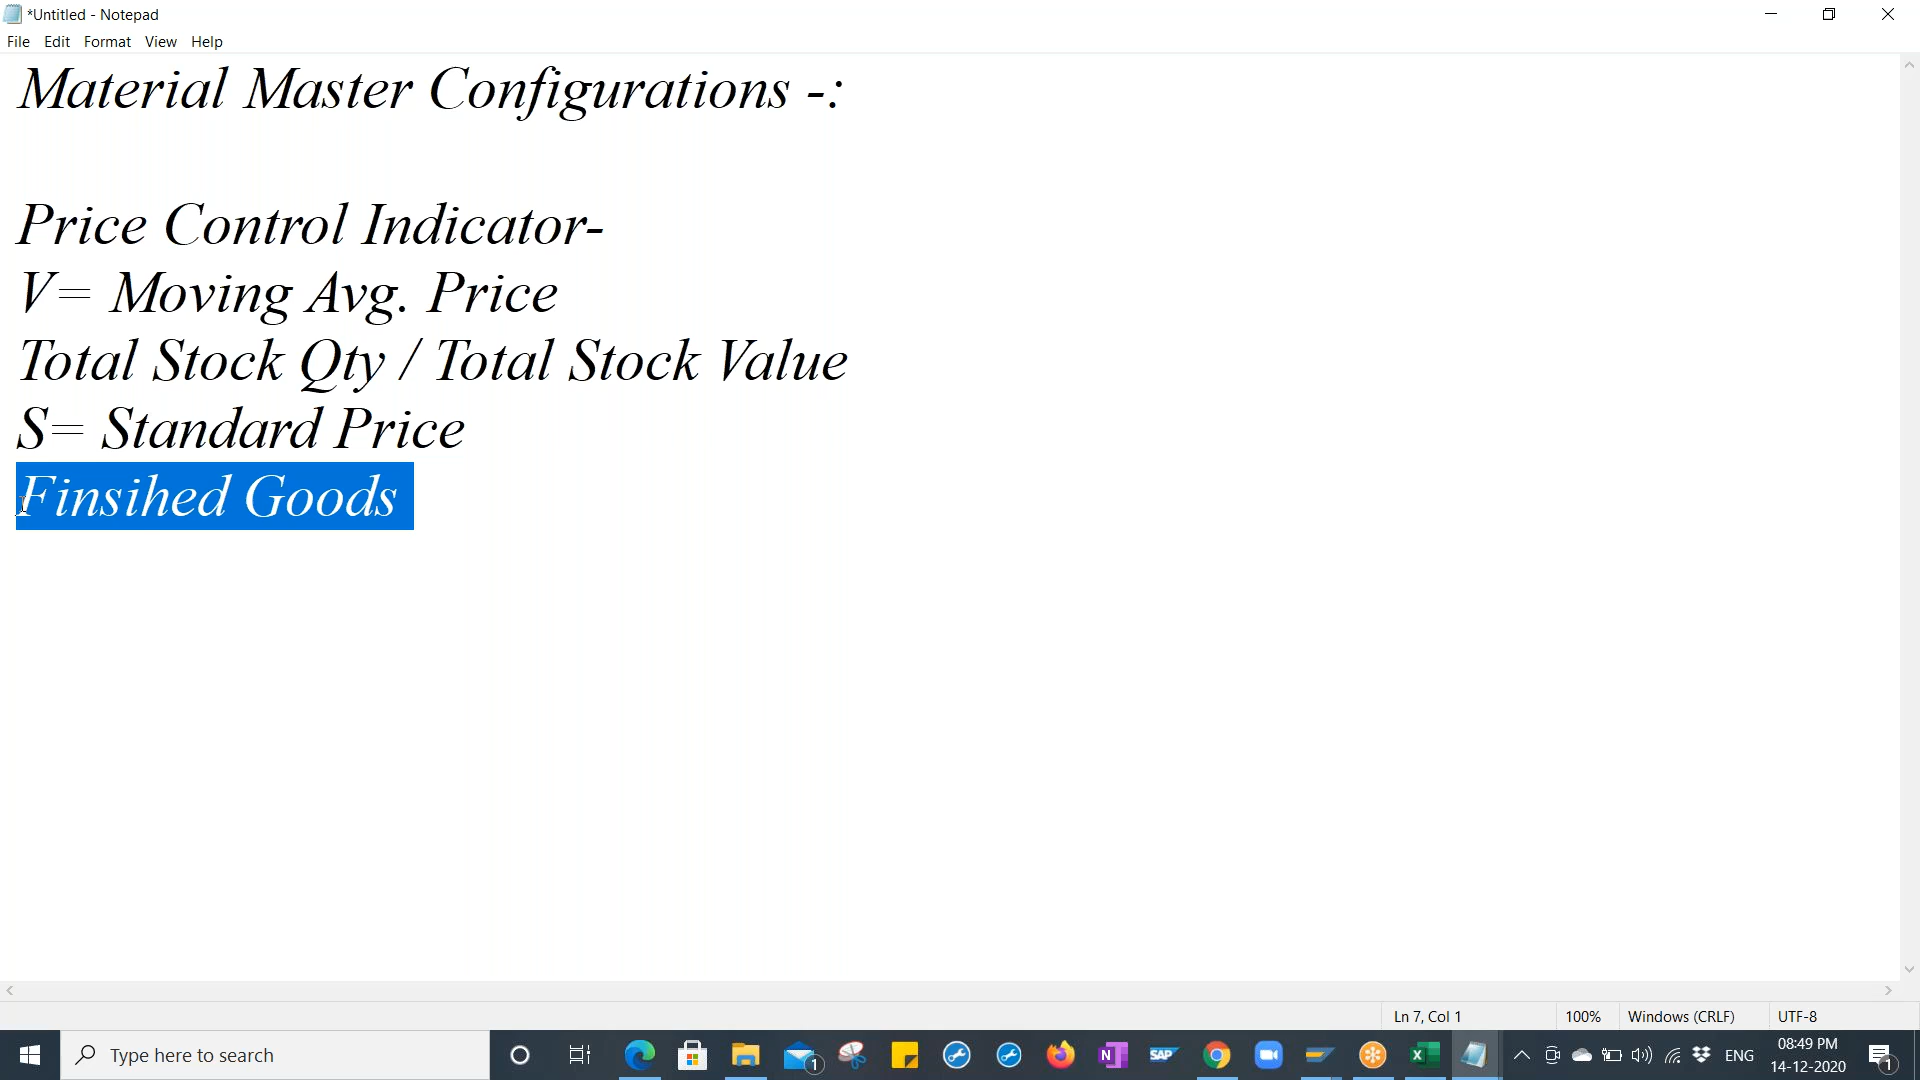 *Untitled - Notepad
File Edit Format View Help
Material Master Configurations -:
Price Control Indicator-
V= Moving Avg. Price
Total Stock Qty / Total Stock Value
S= Standard Price
Finsihed Goods
Ln 7, Col 1 100% Windows (CRLF) UTF-8
Type here to search 1 N SAP X ENG 08:49 PM 1
14-12-2020